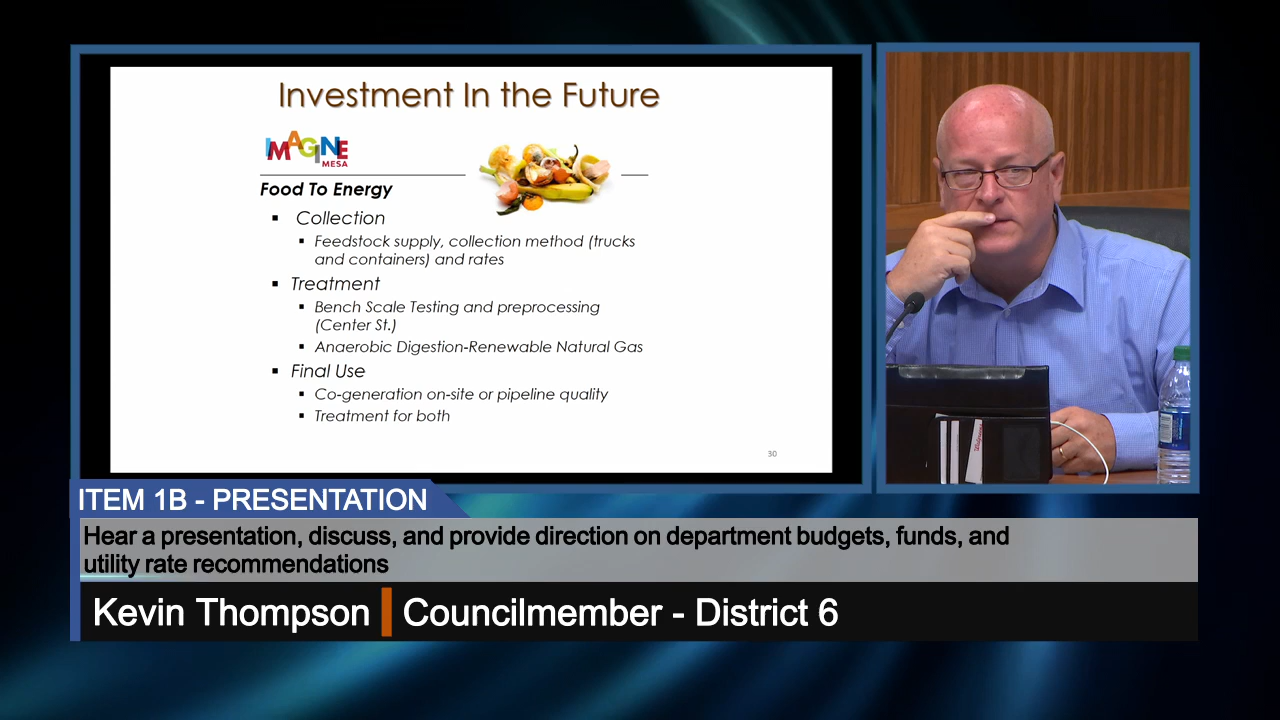 Investment In the Future
IMAGINE
MESA
Food To Energy
Collection
Feedstock supply, collection method (trucks
and containers) and rates
Treatment
Bench Scale Testing and preprocessing
(Center St.)
Anaerobic Digestion-Renewable Natural Gas
Final Use
Co-generation on-site or pipeline quality
Treatment for both
30
ITEM 1B - PRESENTATION
Hear a presentation, discuss, and provide direction on department budgets, funds, and
utility rate recommendations
Kevin Thompson Councilmember - District 6